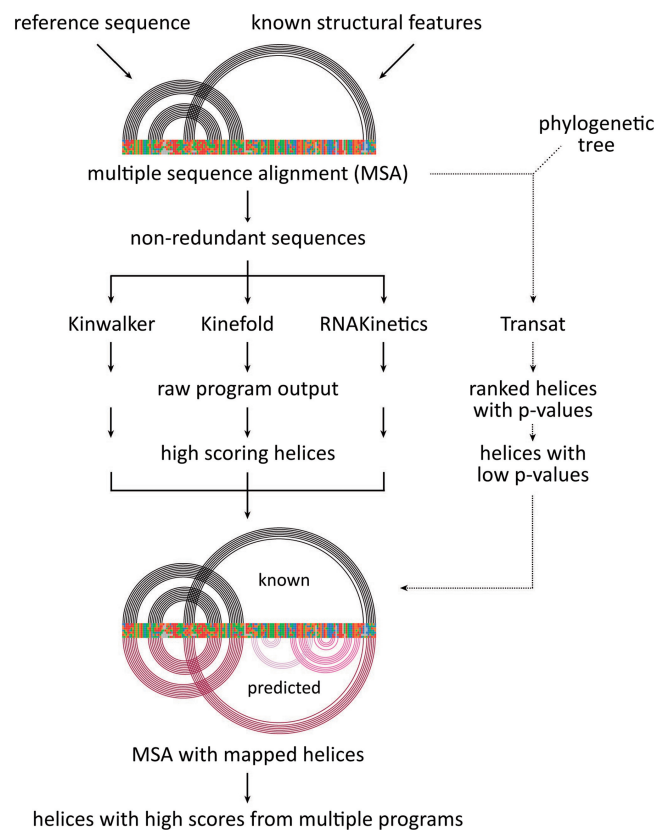 reference sequence
known structural features
phylogenetic
tree
multiple sequence alignment (MSA)
non-redundant sequences
Kinwalker
Kinefold
RNAKinetics
Transat
raw program output
ranked helices
with p-values
high scoring helices
helices with
low p-values
known
predicted
MSA with mapped helices
helices with high scores from multiple programs